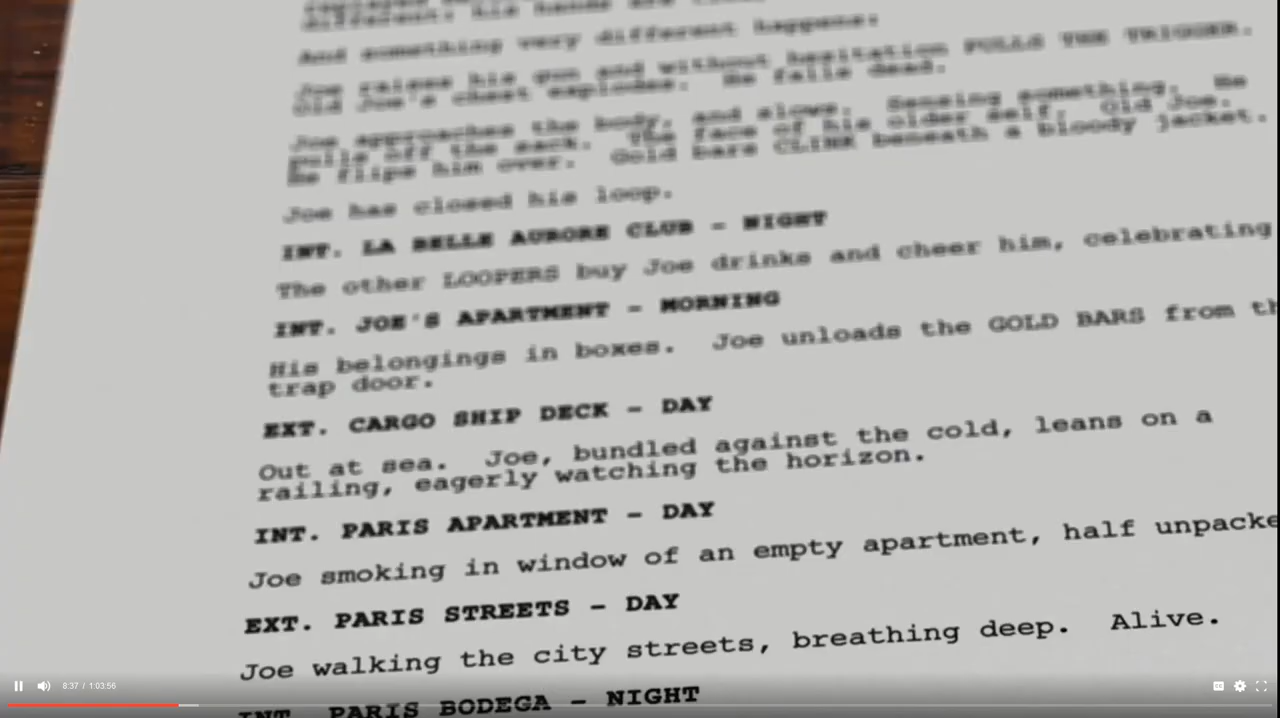 different: his hands are
And something very different happens:
Joe raises his gun and without hesitation PULLS THE TRIGGER.
Old Joe's chest explodes. He falls dead.
Joe approaches the body, and slows. Sensing something. He
pulls off the sack. The face of his older self. Old Joe.
He flips him over. Gold bars CLINK beneath a bloody jacket.
Joe has closed his loop.
INT. LA BELLE AURORE CLUB - NIGHT
The other LOOPERS buy Joe drinks and cheer him, celebrating
INT. JOE'S APARTMENT - MORNING
His belongings in boxes. Joe unloads the GOLD BARS from th
trap door.
EXT. CARGO SHIP DECK - DAY
Out at sea. Joe, bundled against the cold, leans on a
railing, eagerly watching the horizon.
INT. PARIS APARTMENT - DAY
Joe smoking in window of an empty apartment, half unpacke
EXT. PARIS STREETS - DAY
Joe walking the city streets, breathing deep. Alive.
INT. PARIS BODEGA - NIGHT
8:37 / 1:03:56
CC